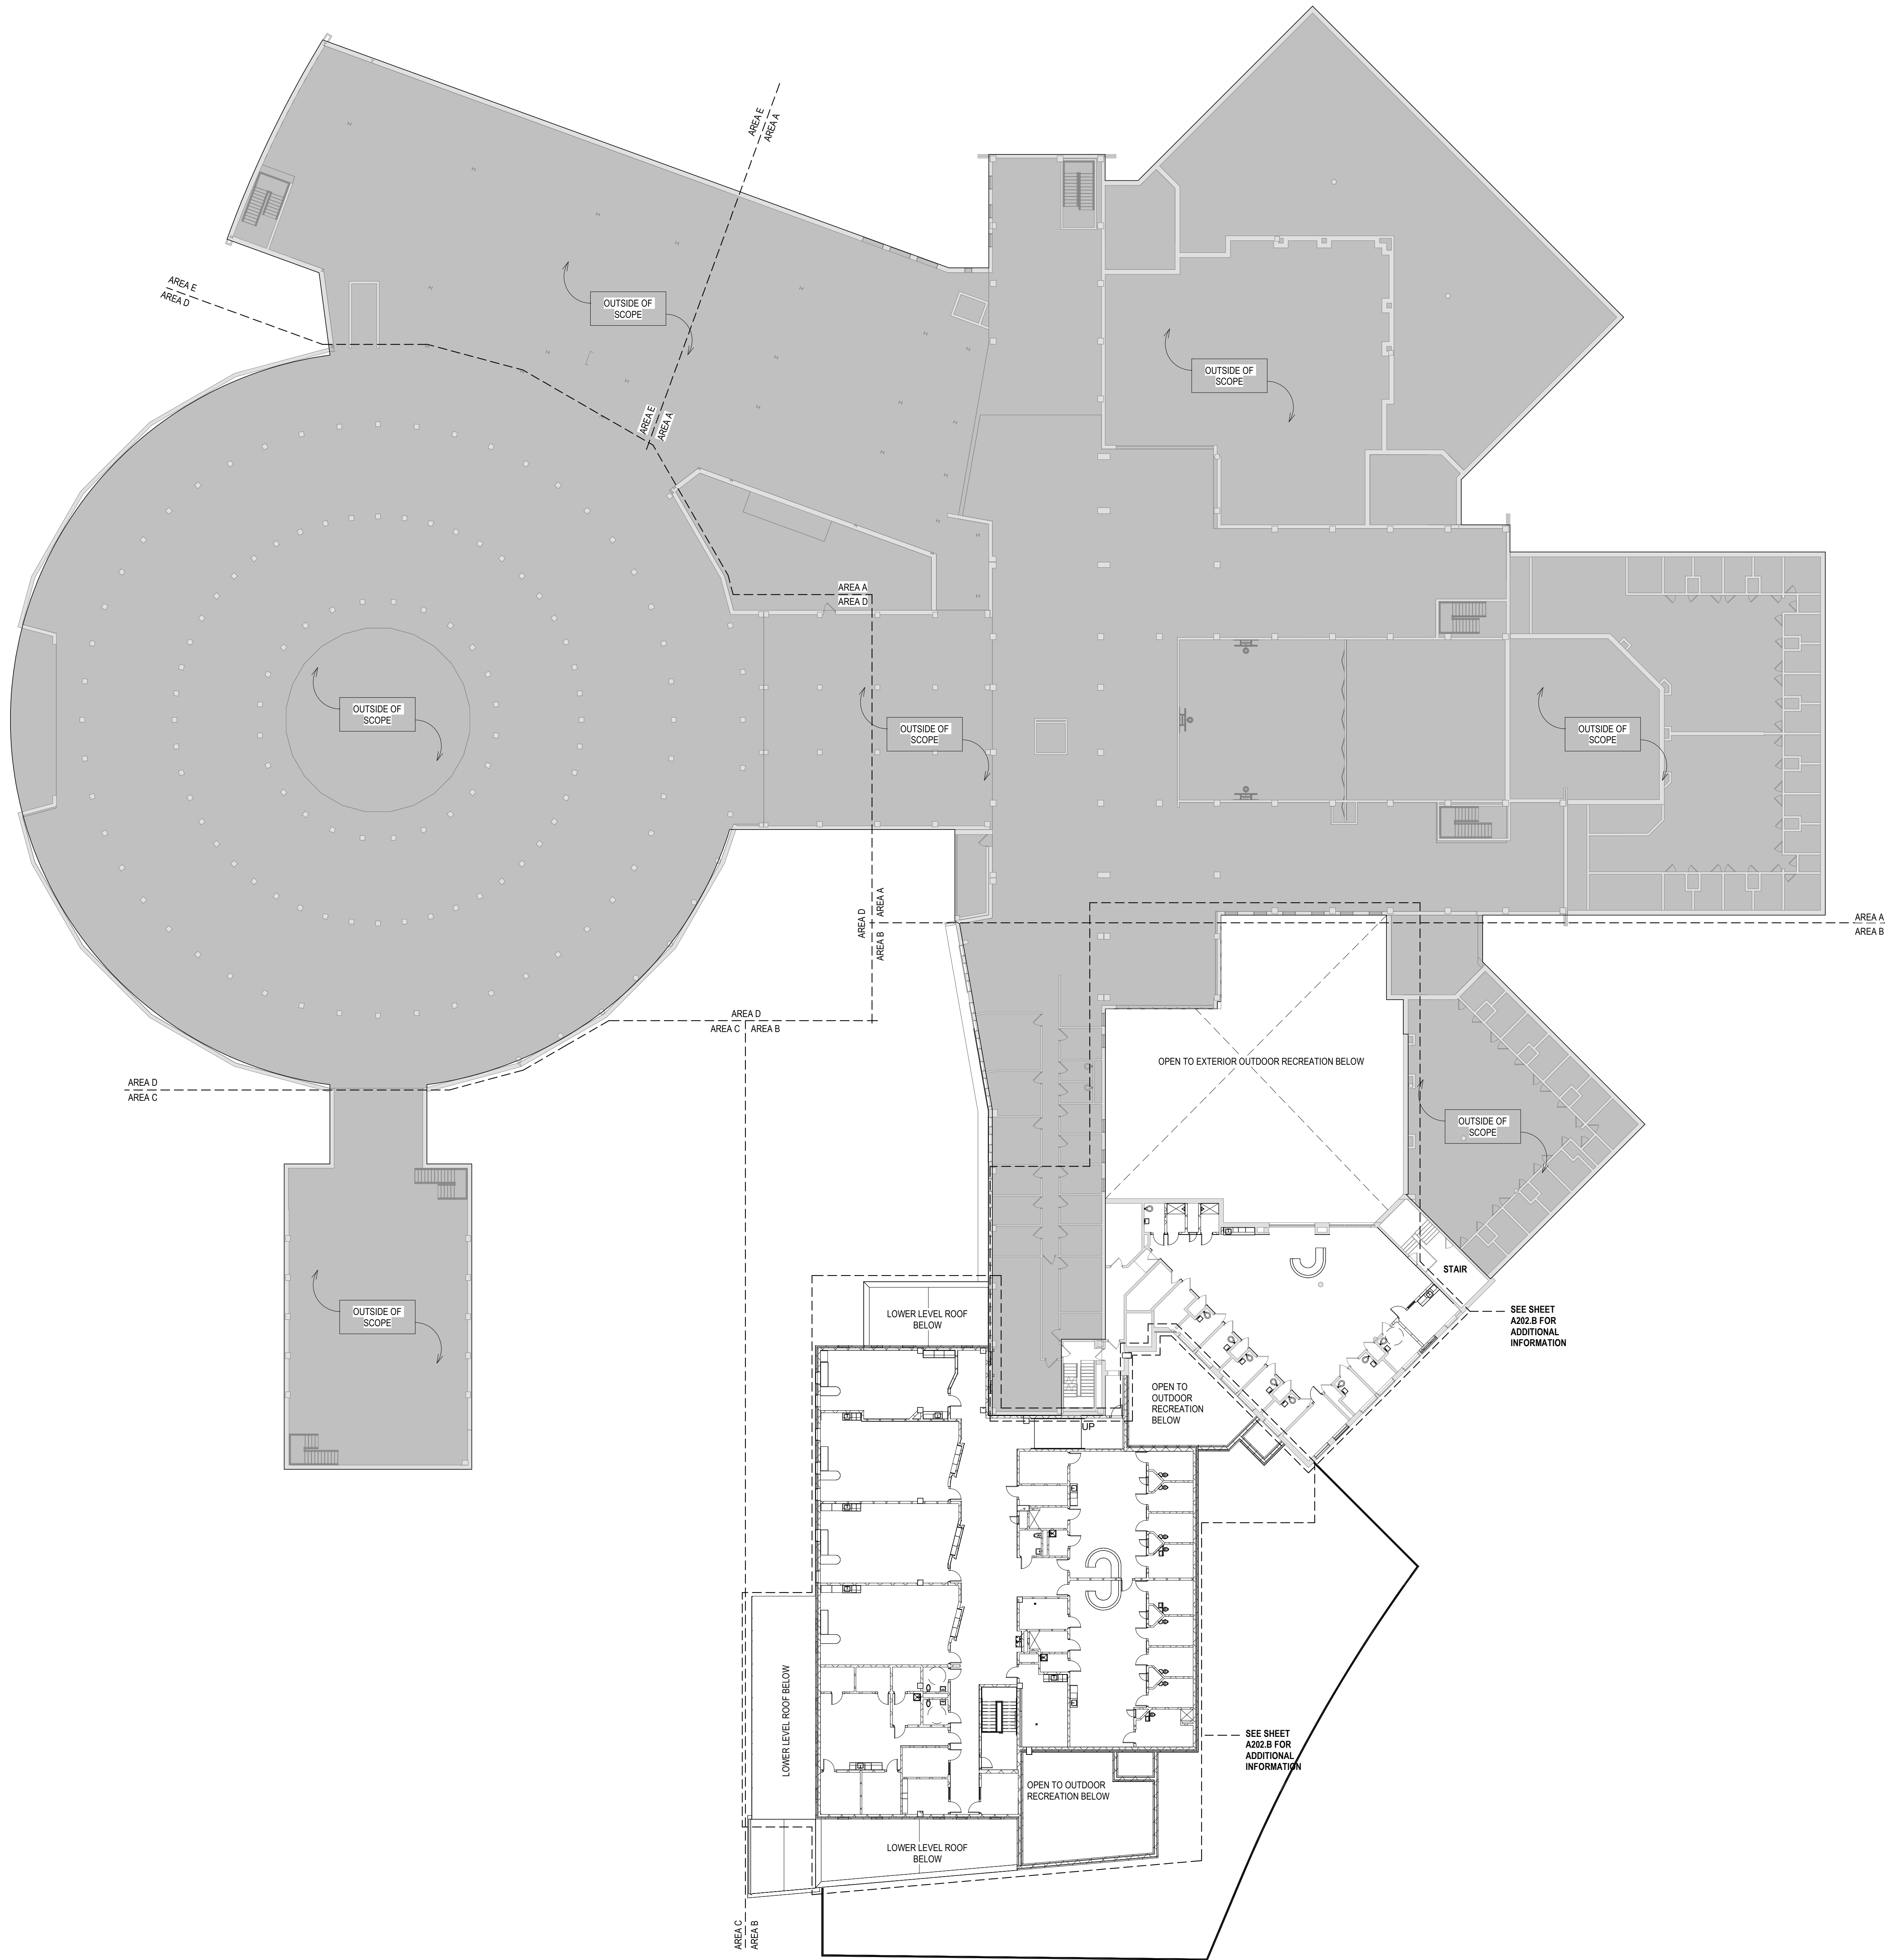 AREA E
AREA A
AREA E
AREA D
OUTSIDE OF
SCOPE
OUTSIDE OF
SCOPE
AREA E
AREA A
AREA A
AREA D
OUTSIDE OF
SCOPE
OUTSIDE OF
SCOPE
OUTSIDE OF
SCOPE
AREA D
AREA A
AREA B
AREA A
AREA B
AREA D
AREA C
AREA B
OPEN TO EXTERIOR OUTDOOR RECREATION BELOW
AREA D
AREA C
OUTSIDE OF
SCOPE
STAIR
OUTSIDE OF
SCOPE
LOWER LEVEL ROOF
BELOW
SEE SHEET
A202.B FOR
ADDITIONAL
INFORMATION
OPEN TO
OUTDOOR
RECREATION
BELOW
UP
LOWER LEVEL ROOF BELOW
SEE SHEET
A202.B FOR
ADDITIONAL
INFORMATION
OPEN TO OUTDOOR
RECREATION BELOW
LOWER LEVEL ROOF
BELOW
AREA C
AREA B